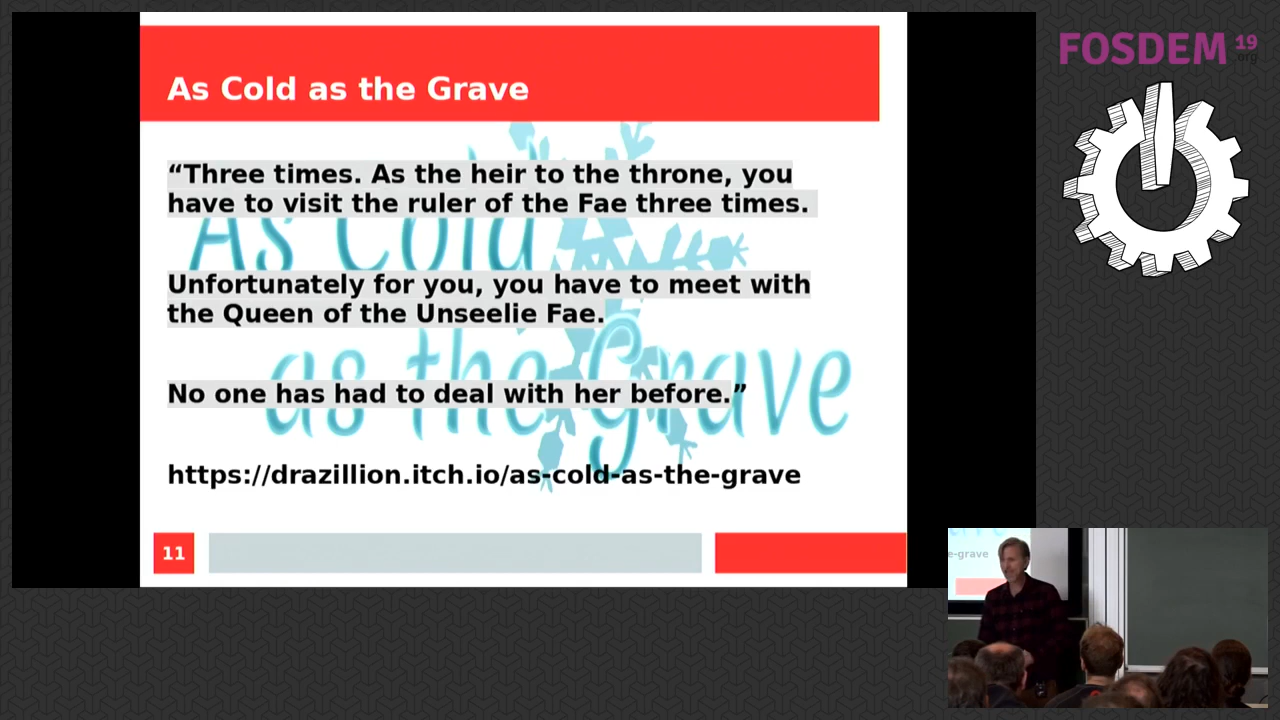 FOSDEM 19
.org
As Cold as the Grave
“Three times. As the heir to the throne, you
have to visit the ruler of the Fae three times.
As Cold
Unfortunately for you, you have to meet with
the Queen of the Unseelie Fae.
as the Grave
No one has had to deal with her before.”
https://drazillion.itch.io/as-cold-as-the-grave
11
e-grave